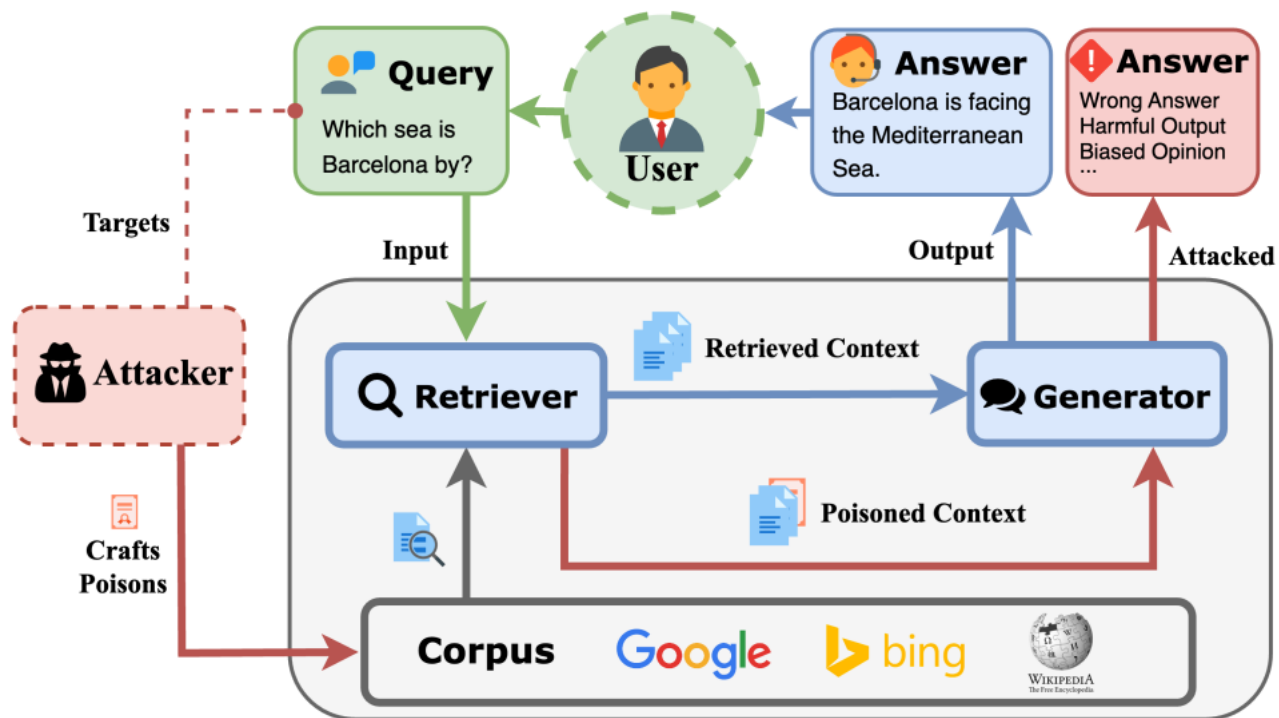 Query
Which sea is
Barcelona by?
User
Answer
Barcelona is facing
the Mediterranean
Sea.
Answer
Wrong Answer
Harmful Output
Biased Opinion
...
Targets
Input
Output
Attacked
Attacker
Retriever
Retrieved Context
Generator
Crafts
Poisons
Poisoned Context
Corpus
Google
bing
WIKIPEDIA
The Free Encyclopedia